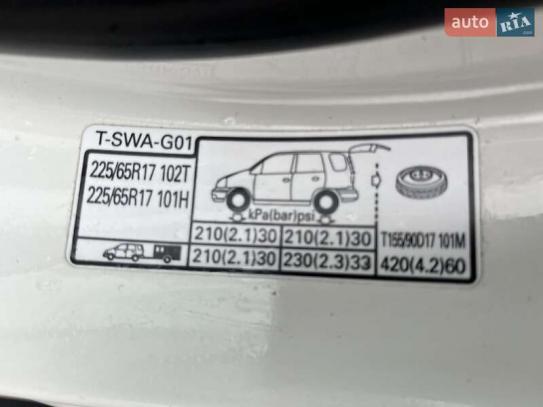 auto RIA.com
T-SWA-G01
225/65R17 102T
225/65R17 101H
kPa(bar)psi
210(2.1)30 210(2.1)30 T155/90D17 101M
210(2.1)30 230(2.3)33 420(4.2)60